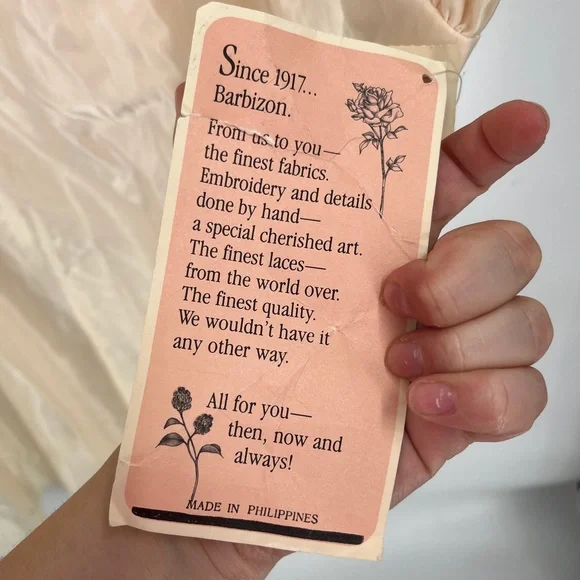 Since 1917...
Barbizon.
From us to you—
the finest fabrics.
Embroidery and details
done by hand—
a special cherished art.
The finest laces—
from the world over.
The finest quality.
We wouldn't have it
any other way.
All for you—
then, now and
always!
MADE IN PHILIPPINES